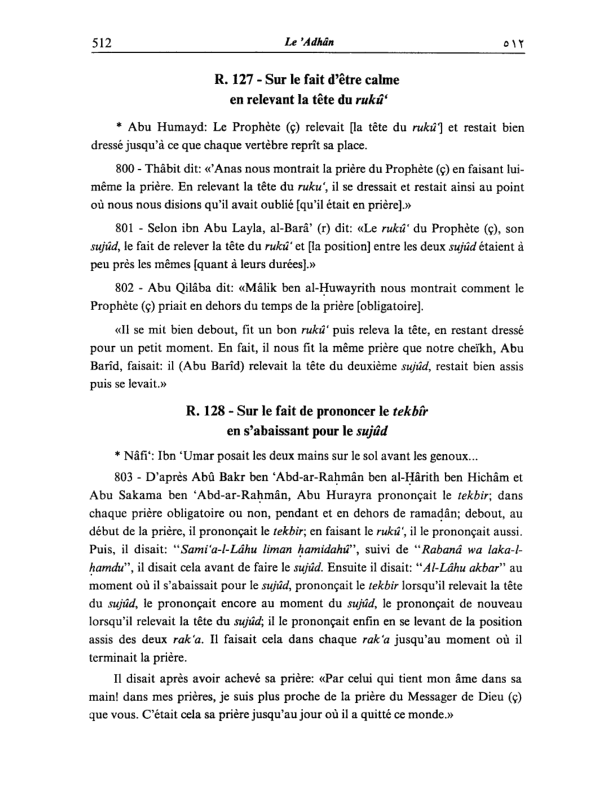 512 Le 'Adhân ٥١٢
R. 127 - Sur le fait d'être calme
en relevant la tête du rukû‘
* Abu Humayd: Le Prophète (ç) relevait [la tête du rukû‘] et restait bien
dressé jusqu'à ce que chaque vertèbre reprît sa place.
800 - Thâbit dit: «'Anas nous montrait la prière du Prophète (ç) en faisant lui-
même la prière. En relevant la tête du ruku‘, il se dressait et restait ainsi au point
où nous nous disions qu'il avait oublié [qu'il était en prière].»
801 - Selon ibn Abu Layla, al-Barâ' (r) dit: «Le rukû‘ du Prophète (ç), son
sujûd, le fait de relever la tête du rukû‘ et [la position] entre les deux sujûd étaient à
peu près les mêmes [quant à leurs durées].»
802 - Abu Qilâba dit: «Mâlik ben al-Ḥuwayrith nous montrait comment le
Prophète (ç) priait en dehors du temps de la prière [obligatoire].
«Il se mit bien debout, fit un bon rukû‘ puis releva la tête, en restant dressé
pour un petit moment. En fait, il nous fit la même prière que notre cheïkh, Abu
Barîd, faisait: il (Abu Barîd) relevait la tête du deuxième sujûd, restait bien assis
puis se levait.»
R. 128 - Sur le fait de prononcer le tekbîr
en s'abaissant pour le sujûd
* Nâfi‘: Ibn ‘Umar posait les deux mains sur le sol avant les genoux...
803 - D'après Abû Bakr ben ‘Abd-ar-Raḥmân ben al-Ḥârith ben Hichâm et
Abu Sakama ben ‘Abd-ar-Raḥmân, Abu Hurayra prononçait le tekbir; dans
chaque prière obligatoire ou non, pendant et en dehors de ramaḍân; debout, au
début de la prière, il prononçait le tekbir; en faisant le rukû‘, il le prononçait aussi.
Puis, il disait: “Sami‘a-l-Lâhu liman ḥamidahû”, suivi de “Rabanâ wa laka-l-
ḥamdu”, il disait cela avant de faire le sujûd. Ensuite il disait: “Al-Lâhu akbar” au
moment où il s'abaissait pour le sujûd, prononçait le tekbir lorsqu'il relevait la tête
du sujûd, le prononçait encore au moment du sujûd, le prononçait de nouveau
lorsqu'il relevait la tête du sujûd; il le prononçait enfin en se levant de la position
assis des deux rak‘a. Il faisait cela dans chaque rak‘a jusqu'au moment où il
terminait la prière.
Il disait après avoir achevé sa prière: «Par celui qui tient mon âme dans sa
main! dans mes prières, je suis plus proche de la prière du Messager de Dieu (ç)
que vous. C'était cela sa prière jusqu'au jour où il a quitté ce monde.»